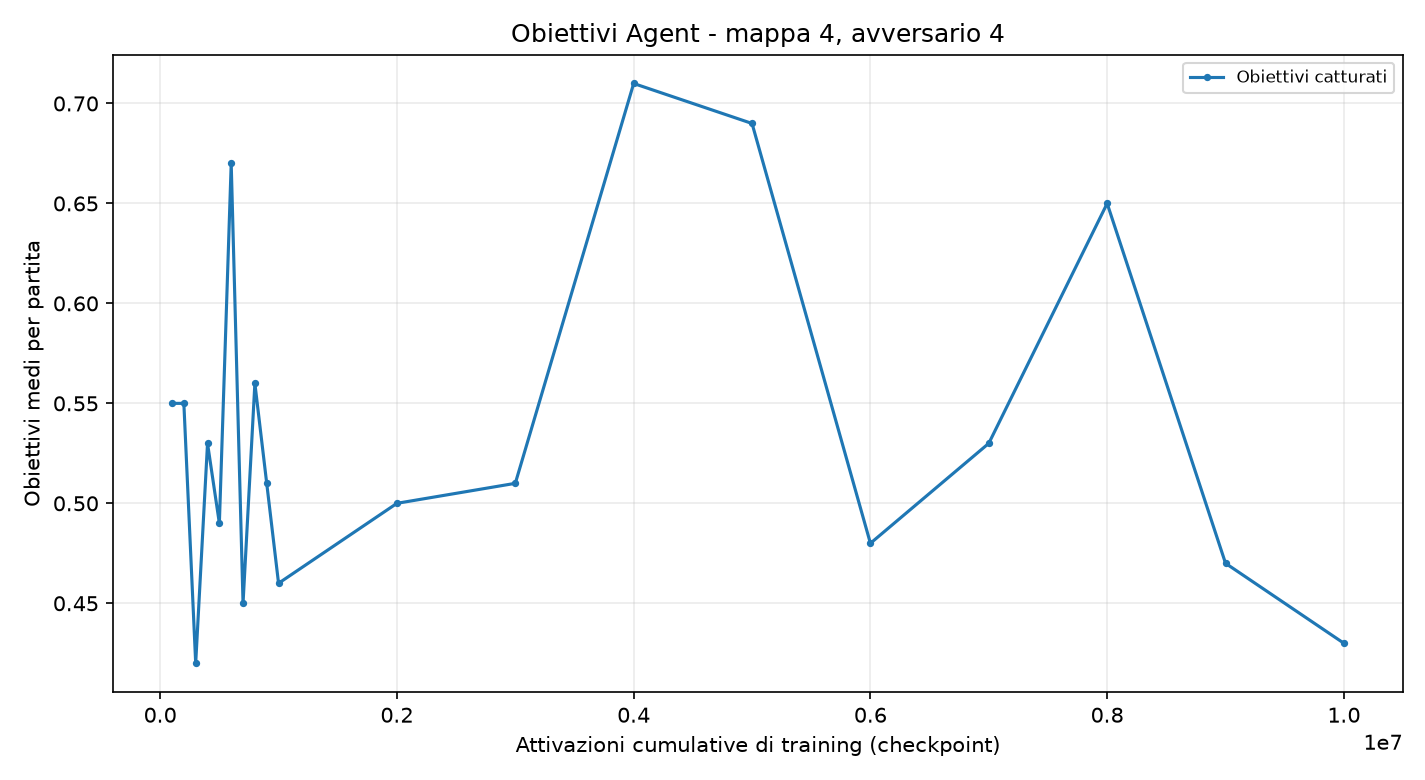 Obiettivi Agent - mappa 4, avversario 4
Obiettivi catturati
Obiettivi medi per partita
0.70
0.65
0.60
0.55
0.50
0.45
0.0 0.2 0.4 0.6 0.8 1.0
1e7
Attivazioni cumulative di training (checkpoint)